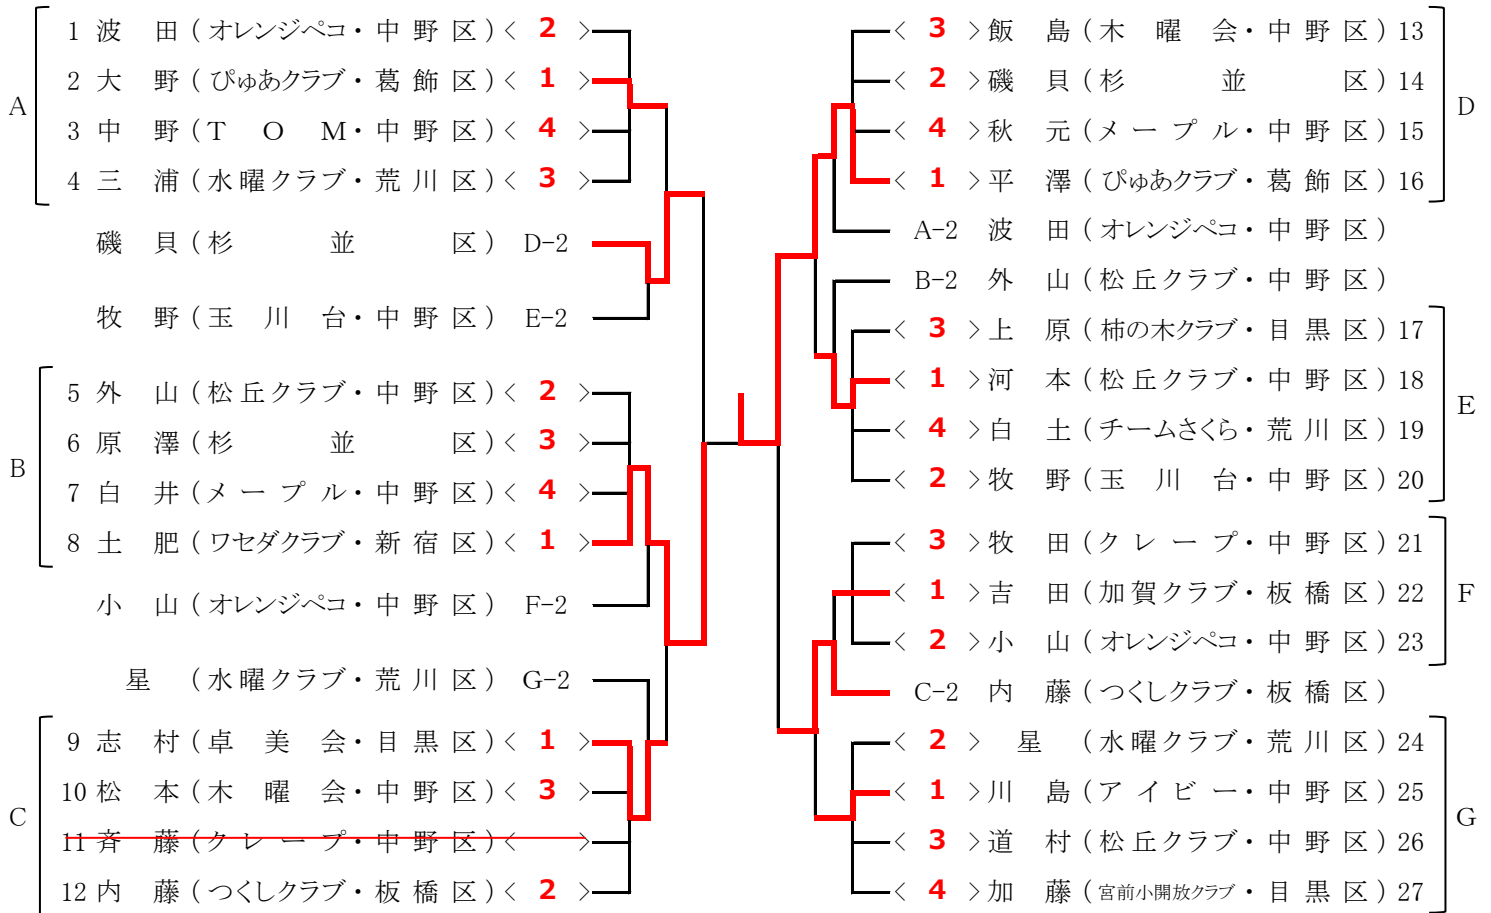 1 波 田 ( オレンジペコ・中 野 区 ) < 2 >
2 大 野 ( ぴゅあクラブ・葛 飾 区 ) < 1 >
A
3 中 野 ( T O M・中 野 区 ) < 4 >
4 三 浦 ( 水曜クラブ・荒 川 区 ) < 3 >
磯 貝 ( 杉 並 区 ) D-2
牧 野 ( 玉 川 台・中 野 区 ) E-2
5 外 山 ( 松丘クラブ・中 野 区 ) < 2 >
6 原 澤 ( 杉 並 区 ) < 3 >
B
7 白 井 ( メ ー プ ル・中 野 区 ) < 4 >
8 土 肥 ( ワセダクラブ・新 宿 区 ) < 1 >
小 山 ( オレンジペコ・中 野 区 ) F-2
星 ( 水曜クラブ・荒 川 区 ) G-2
9 志 村 ( 卓 美 会・目 黒 区 ) < 1 >
10 松 本 ( 木 曜 会・中 野 区 ) < 3 >
C
11 斉 藤 ( ク レ ー プ・中 野 区 ) < >
12 内 藤 ( つくしクラブ・板 橋 区 ) < 2 >
< 3 > 飯 島 ( 木 曜 会・中 野 区 ) 13
< 2 > 磯 貝 ( 杉 並 区 ) 14
D
< 4 > 秋 元 ( メ ー プ ル・中 野 区 ) 15
< 1 > 平 澤 ( ぴゅあクラブ・葛 飾 区 ) 16
A-2 波 田 ( オレンジペコ・中 野 区 )
B-2 外 山 ( 松丘クラブ・中 野 区 )
< 3 > 上 原 ( 柿の木クラブ・目 黒 区 ) 17
< 1 > 河 本 ( 松丘クラブ・中 野 区 ) 18
E
< 4 > 白 土 ( チームさくら・荒 川 区 ) 19
< 2 > 牧 野 ( 玉 川 台・中 野 区 ) 20
< 3 > 牧 田 ( ク レ ー プ・中 野 区 ) 21
< 1 > 吉 田 ( 加賀クラブ・板 橋 区 ) 22
F
< 2 > 小 山 ( オレンジペコ・中 野 区 ) 23
C-2 内 藤 ( つくしクラブ・板 橋 区 )
< 2 > 星 ( 水曜クラブ・荒 川 区 ) 24
< 1 > 川 島 ( ア イ ビ ー・中 野 区 ) 25
G
< 3 > 道 村 ( 松丘クラブ・中 野 区 ) 26
< 4 > 加 藤 ( 宮前小開放クラブ・目 黒 区 ) 27